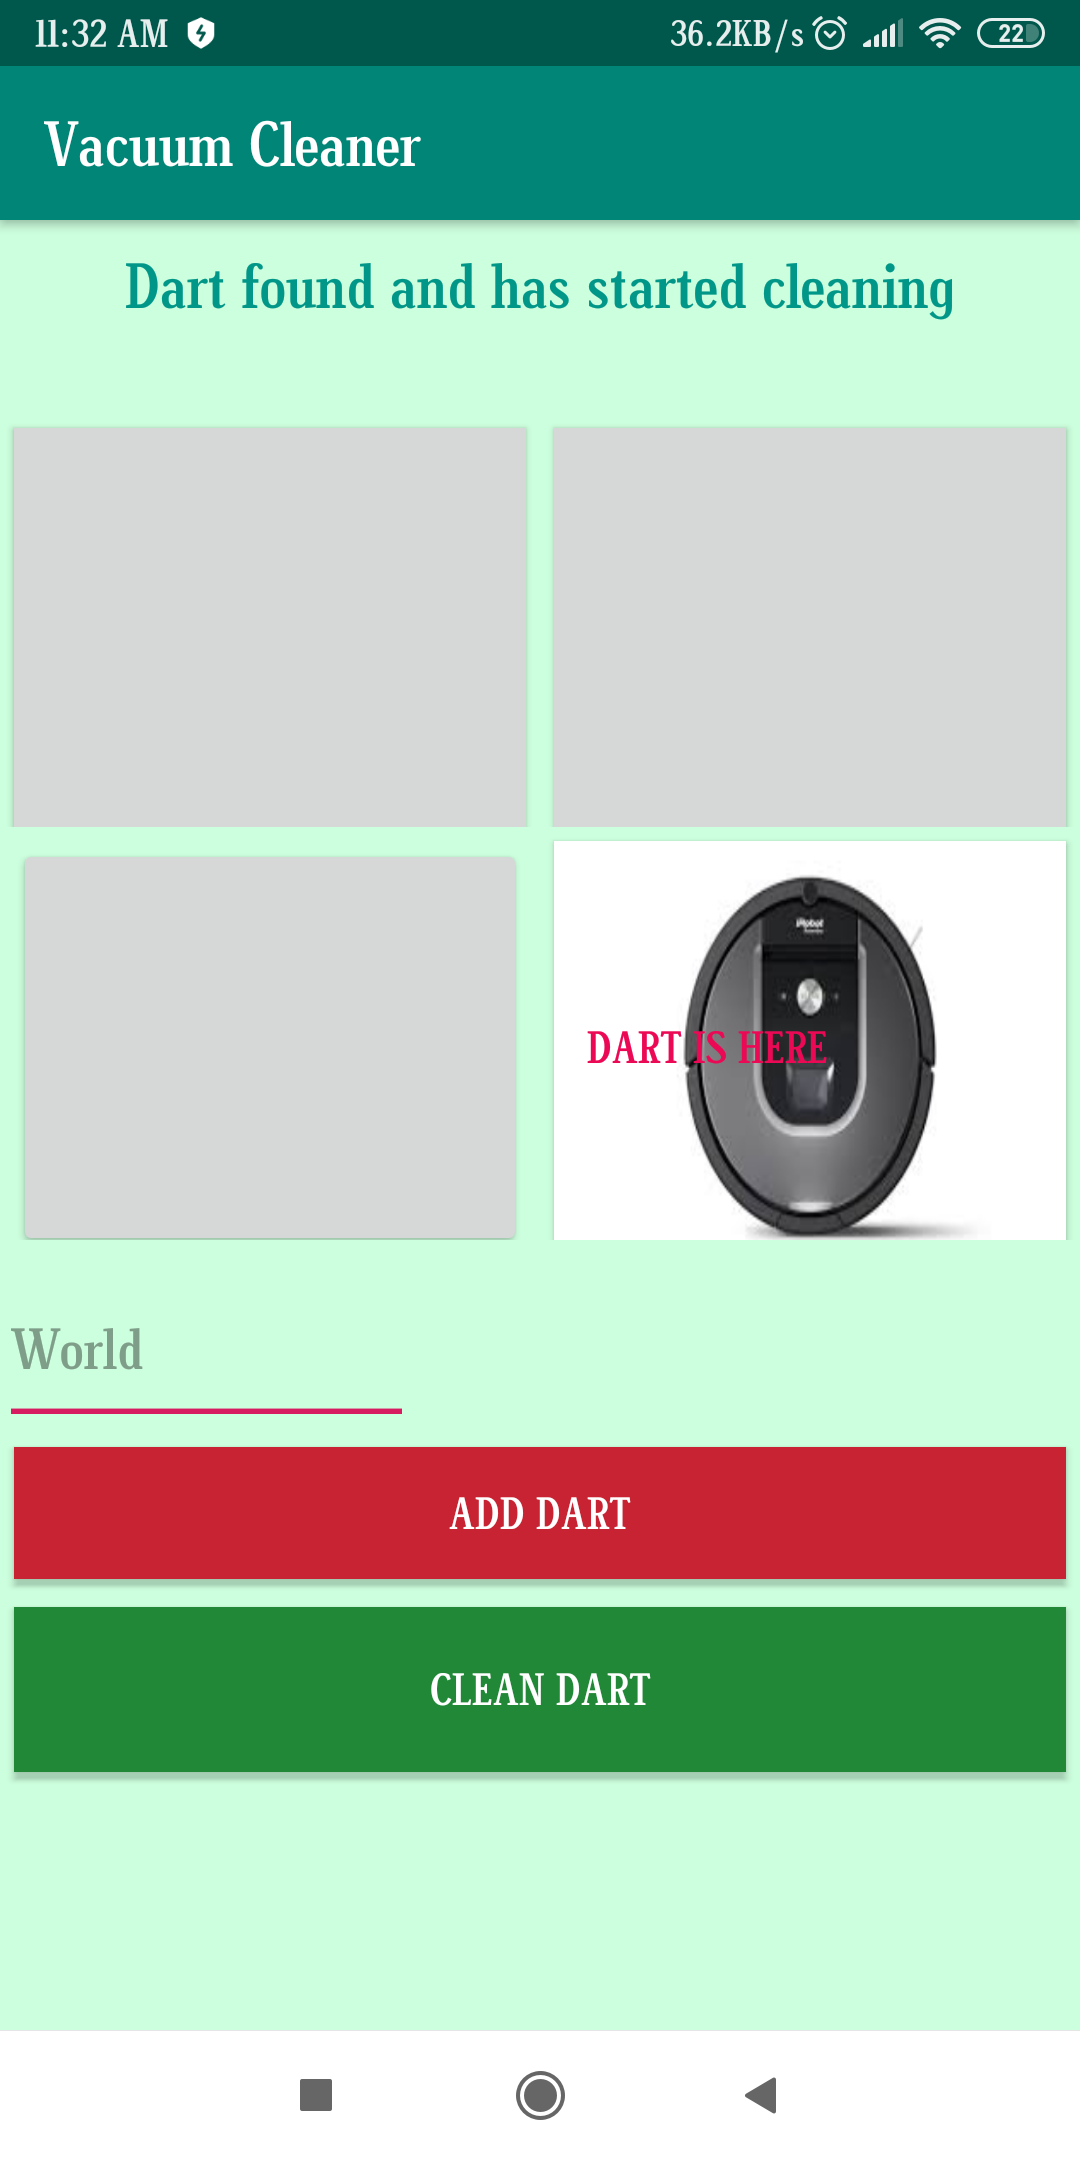 11:32 AM 36.2KB/s 22
Vacuum Cleaner
Dart found and has started cleaning
iRobot
DART IS HERE
World
ADD DART
CLEAN DART